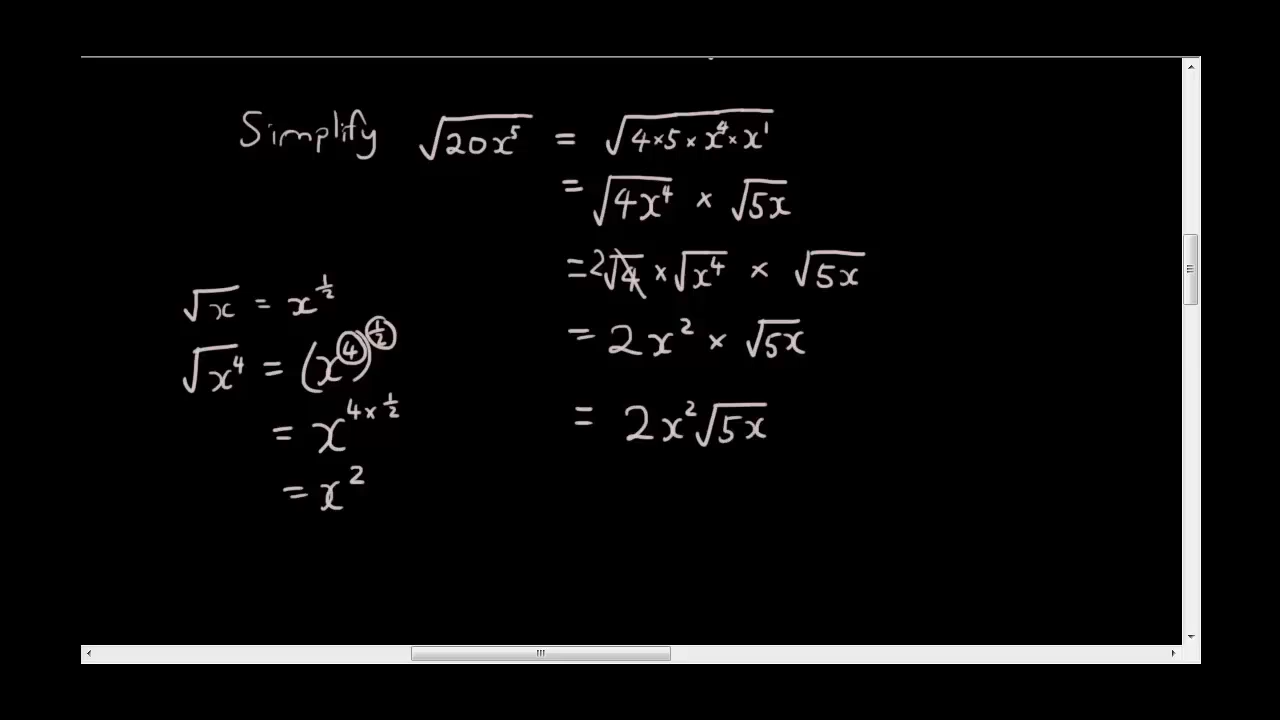 Simplify √20x⁵ = √4×5×x⁴×x¹
= √4x⁴ × √5x
= 2√4 × √x⁴ × √5x
= 2x² × √5x
= 2x²√5x
√x = x^½
√x⁴ = (x⁴)^½
= x^4×½
= x²